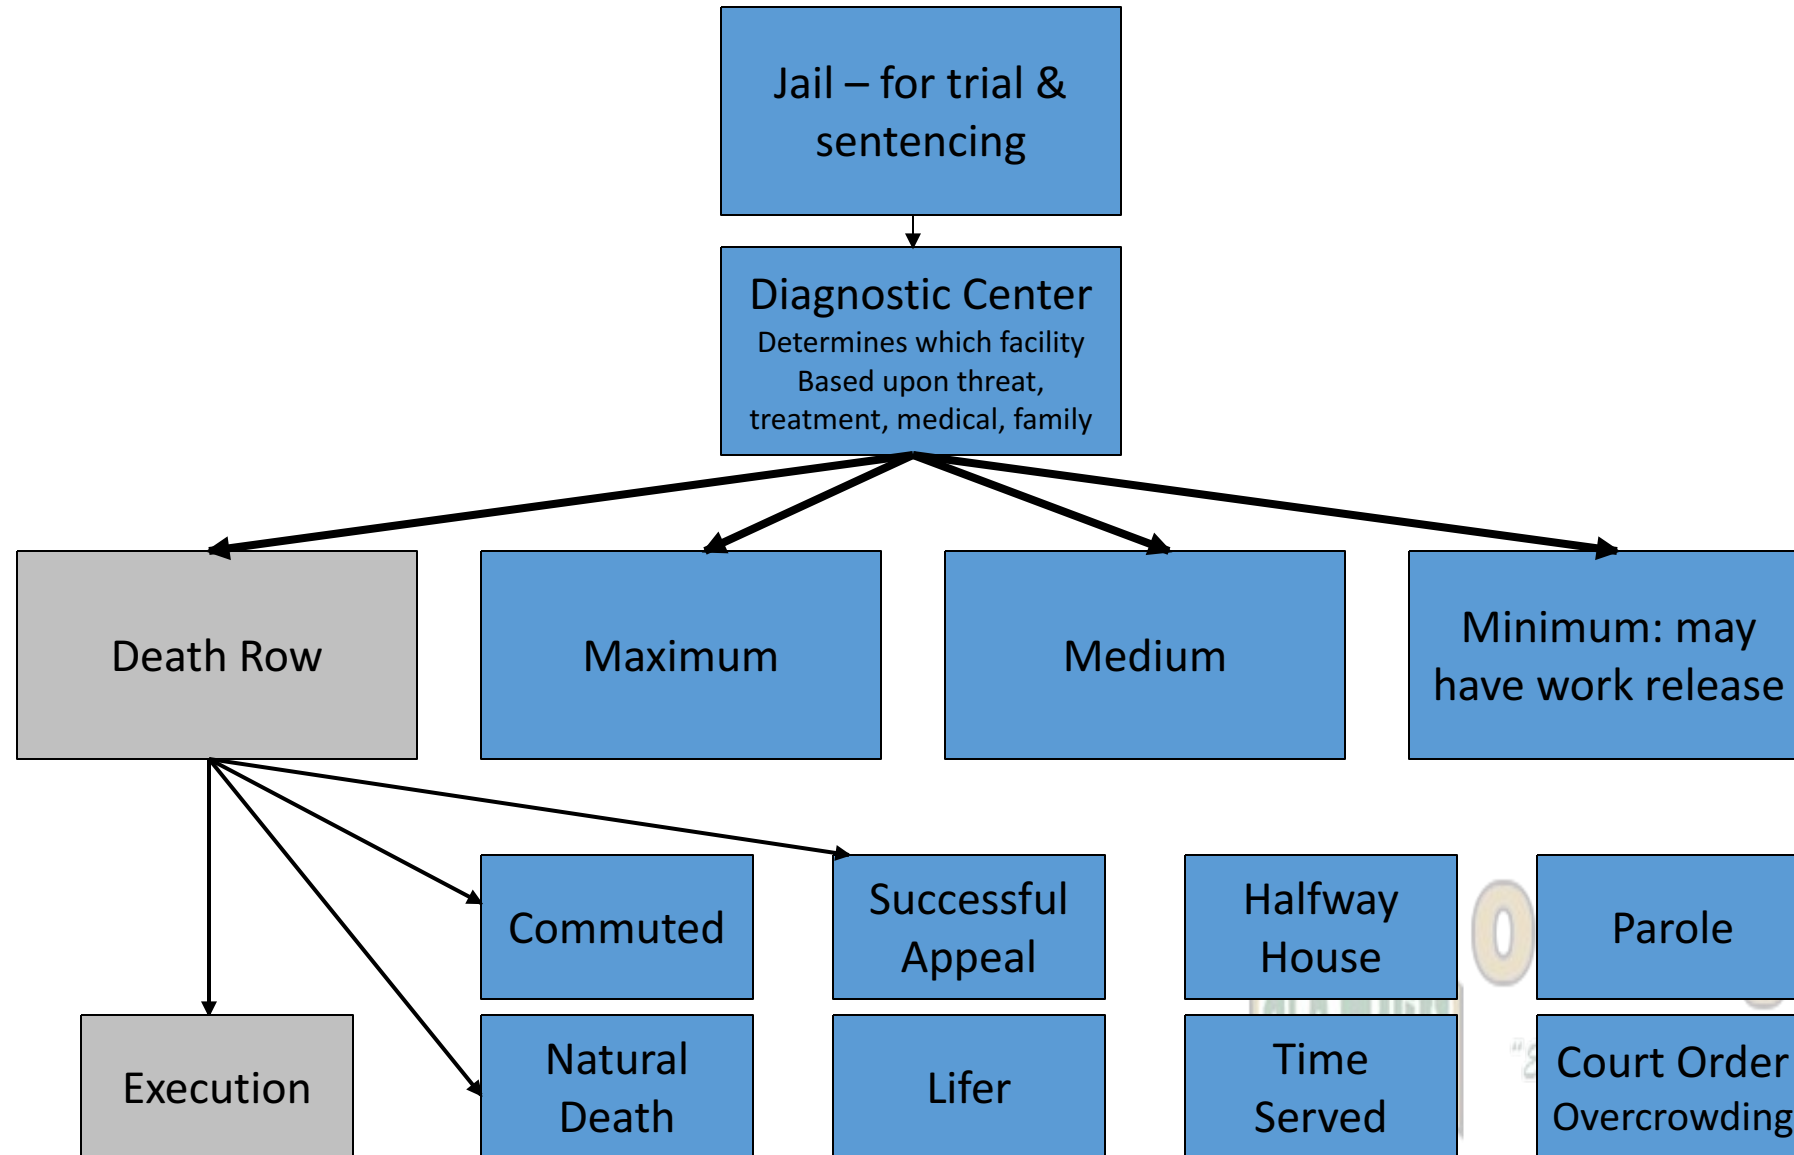 Jail – for trial &
sentencing
Diagnostic Center
Determines which facility
Based upon threat,
treatment, medical, family
Death Row
Maximum
Medium
Minimum: may
have work release
Commuted
Successful
Appeal
Halfway
House
Parole
Execution
Natural
Death
Lifer
Time
Served
Court Order
Overcrowding